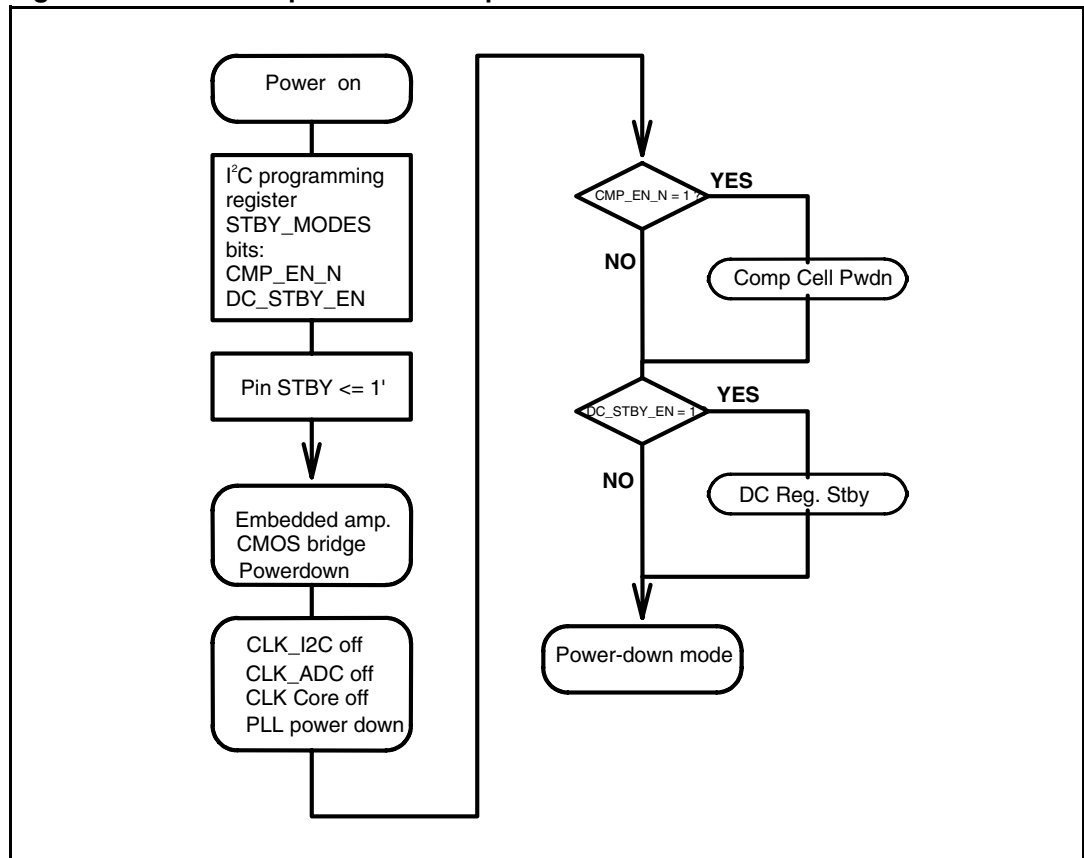 Power on
I²C programming
register
STBY_MODES
bits:
CMP_EN_N
DC_STBY_EN
Pin STBY <= 1'
Embedded amp.
CMOS bridge
Powerdown
CLK_I2C off
CLK_ADC off
CLK Core off
PLL power down
CMP_EN_N = 1 ?
YES
NO
Comp Cell Pwdn
DC_STBY_EN = 1
YES
NO
DC Reg. Stby
Power-down mode